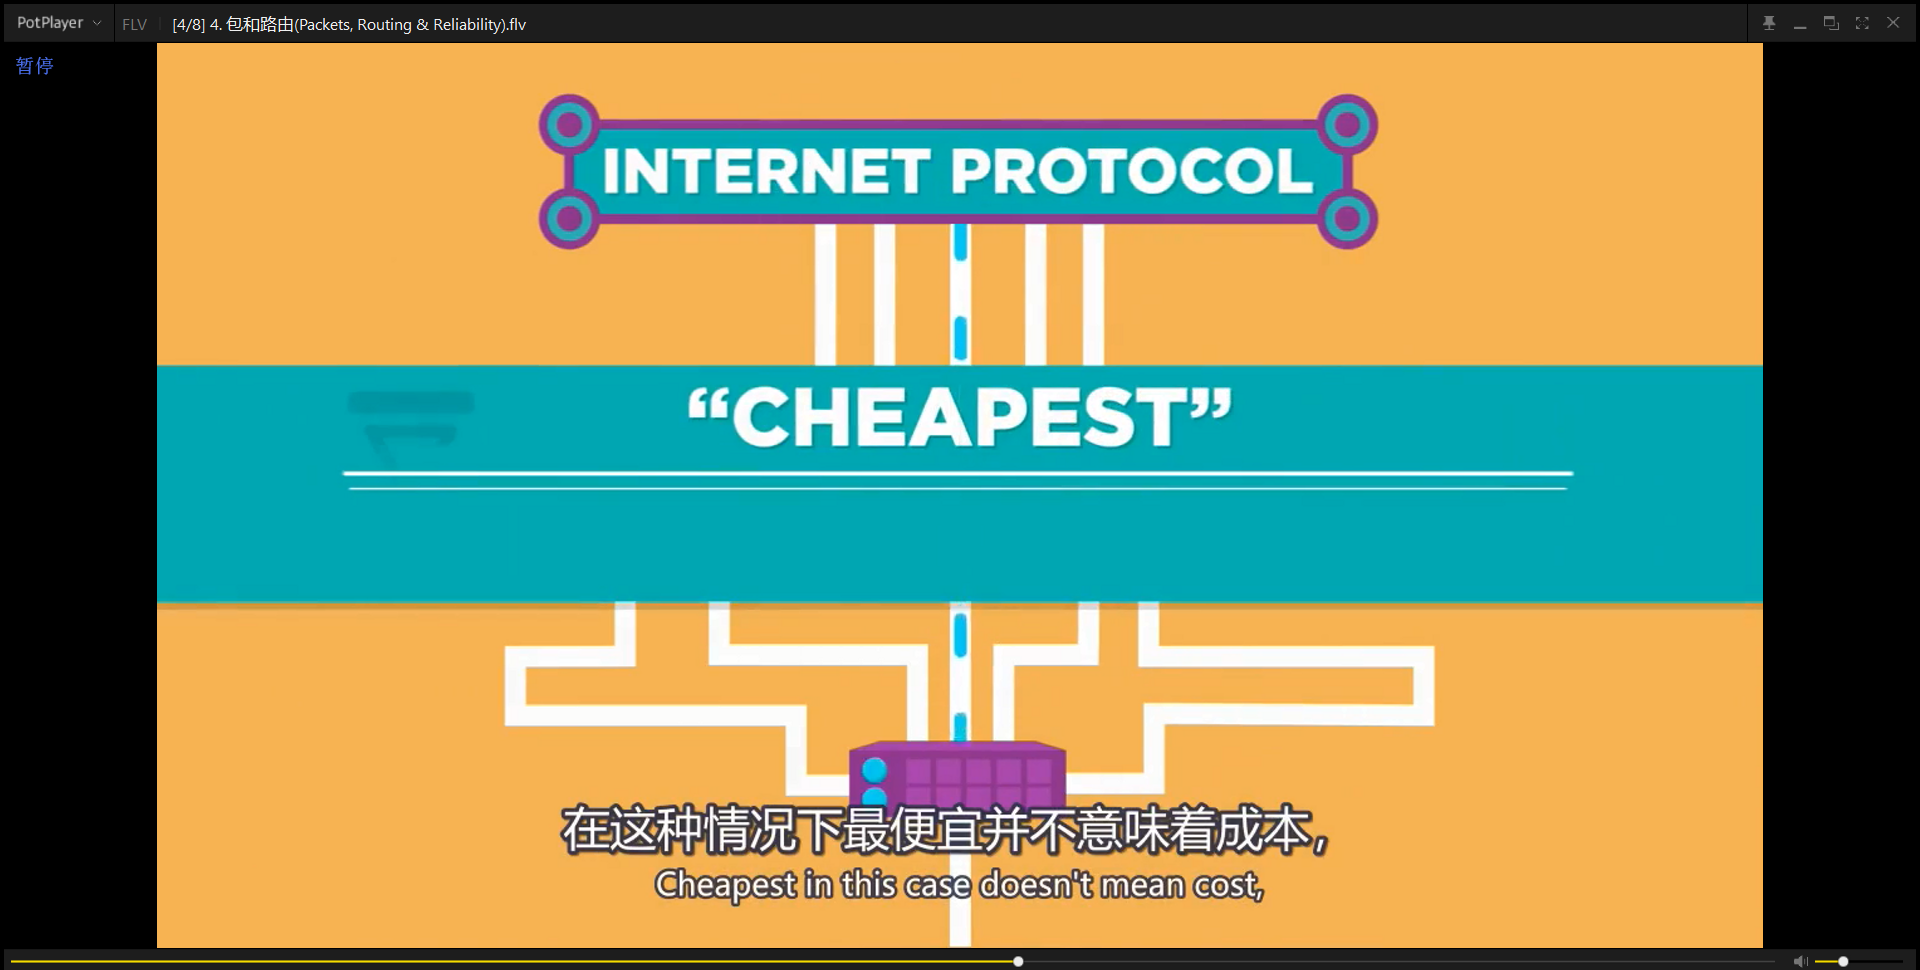 PotPlayer
FLV
[4/8] 4. 包和路由(Packets, Routing & Reliability).flv
暂停
INTERNET PROTOCOL
“CHEAPEST”
在这种情况下最便宜并不意味着成本，
Cheapest in this case doesn't mean cost,